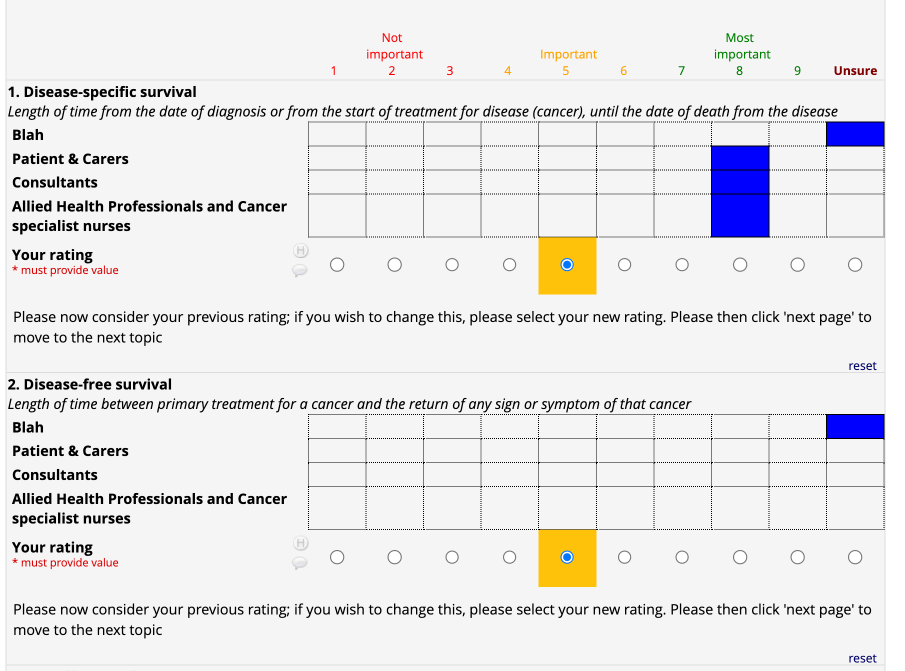 Not important
Important
Most important
1 2 3 4 5 6 7 8 9 Unsure
1. Disease-specific survival
Length of time from the date of diagnosis or from the start of treatment for disease (cancer), until the date of death from the disease
Blah
Patient & Carers
Consultants
Allied Health Professionals and Cancer
specialist nurses
Your rating
H
* must provide value
Please now consider your previous rating; if you wish to change this, please select your new rating. Please then click 'next page' to
move to the next topic
reset
2. Disease-free survival
Length of time between primary treatment for a cancer and the return of any sign or symptom of that cancer
Blah
Patient & Carers
Consultants
Allied Health Professionals and Cancer
specialist nurses
Your rating
H
* must provide value
Please now consider your previous rating; if you wish to change this, please select your new rating. Please then click 'next page' to
move to the next topic
reset